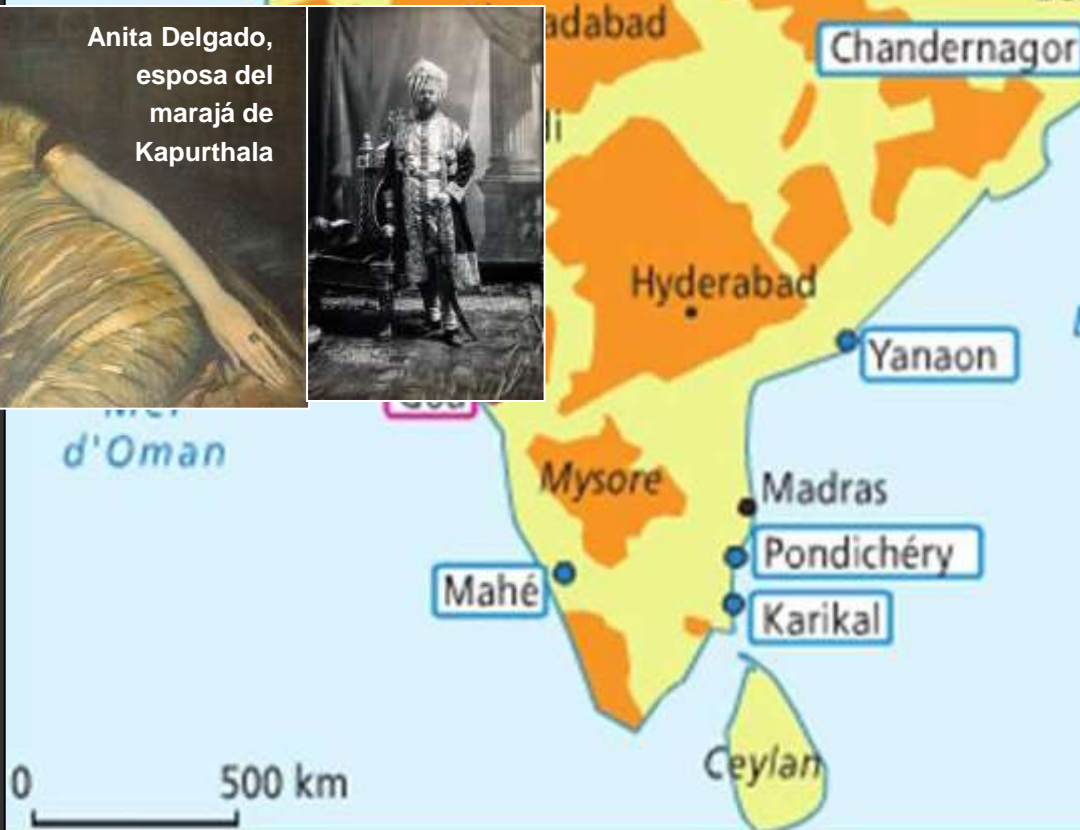 Anita Delgado,
esposa del
marajá de
Kapurthala
adabad
Chandernagor
Hyderabad
Yanaon
d'Oman
Goa
Mysore
Madras
Pondichéry
Mahé
Karikal
Ceylan
0 500 km